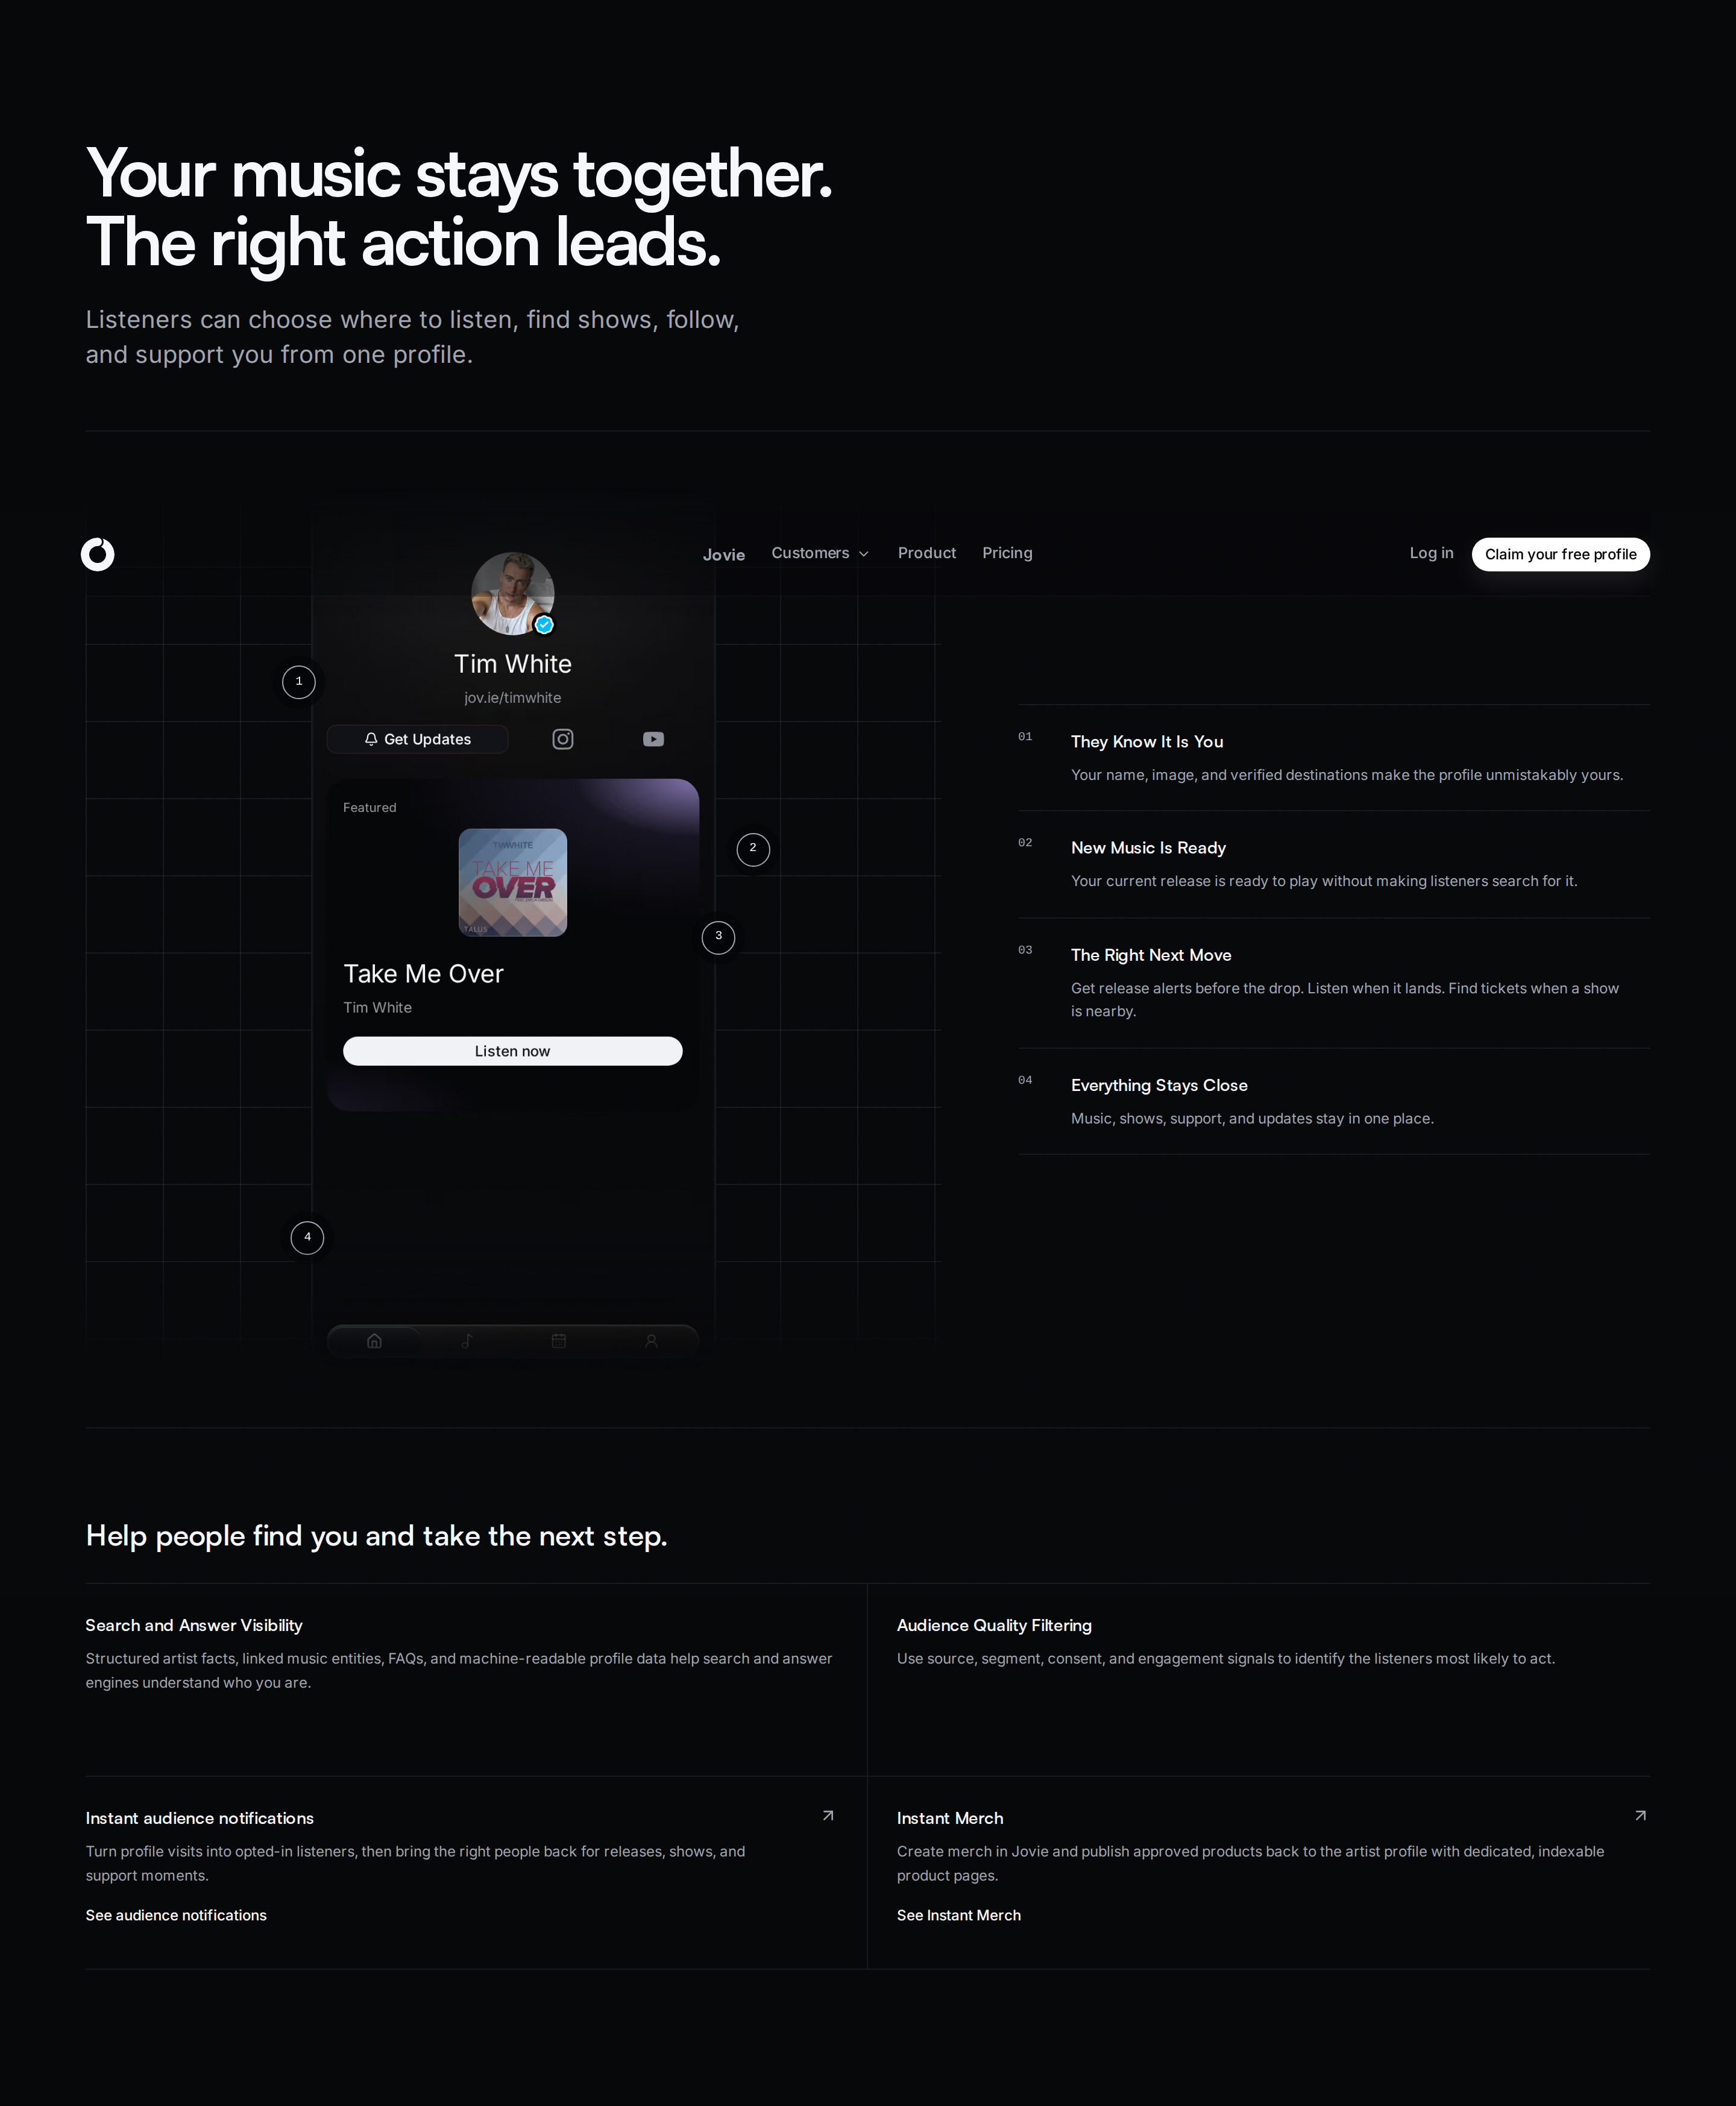 Your music stays together.
The right action leads.
Listeners can choose where to listen, find shows, follow,
and support you from one profile.
Jovie
Customers
Product
Pricing
Log in
Claim your free profile
Tim White
jov.ie/timwhite
Get Updates
Featured
TIMWHITE
TAKE ME
OVER
TALUS
Take Me Over
Tim White
Listen now
1
2
3
4
01
They Know It Is You
Your name, image, and verified destinations make the profile unmistakably yours.
02
New Music Is Ready
Your current release is ready to play without making listeners search for it.
03
The Right Next Move
Get release alerts before the drop. Listen when it lands. Find tickets when a show
is nearby.
04
Everything Stays Close
Music, shows, support, and updates stay in one place.
Help people find you and take the next step.
Search and Answer Visibility
Structured artist facts, linked music entities, FAQs, and machine-readable profile data help search and answer
engines understand who you are.
Audience Quality Filtering
Use source, segment, consent, and engagement signals to identify the listeners most likely to act.
Instant audience notifications
Turn profile visits into opted-in listeners, then bring the right people back for releases, shows, and
support moments.
See audience notifications
Instant Merch
Create merch in Jovie and publish approved products back to the artist profile with dedicated, indexable
product pages.
See Instant Merch